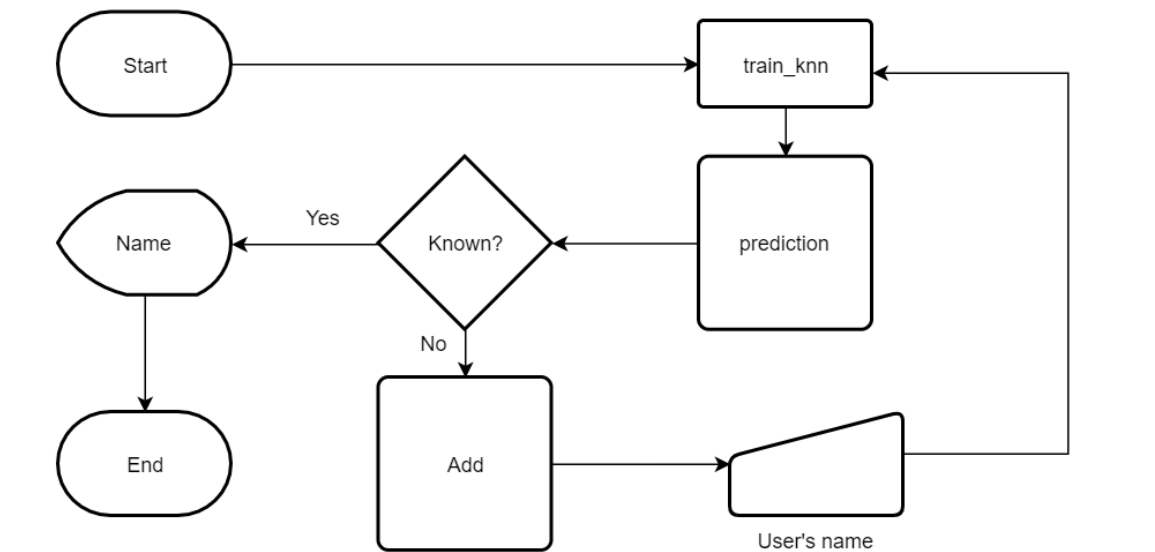 Start
train_knn
Name
Yes
Known?
prediction
No
End
Add
User's name